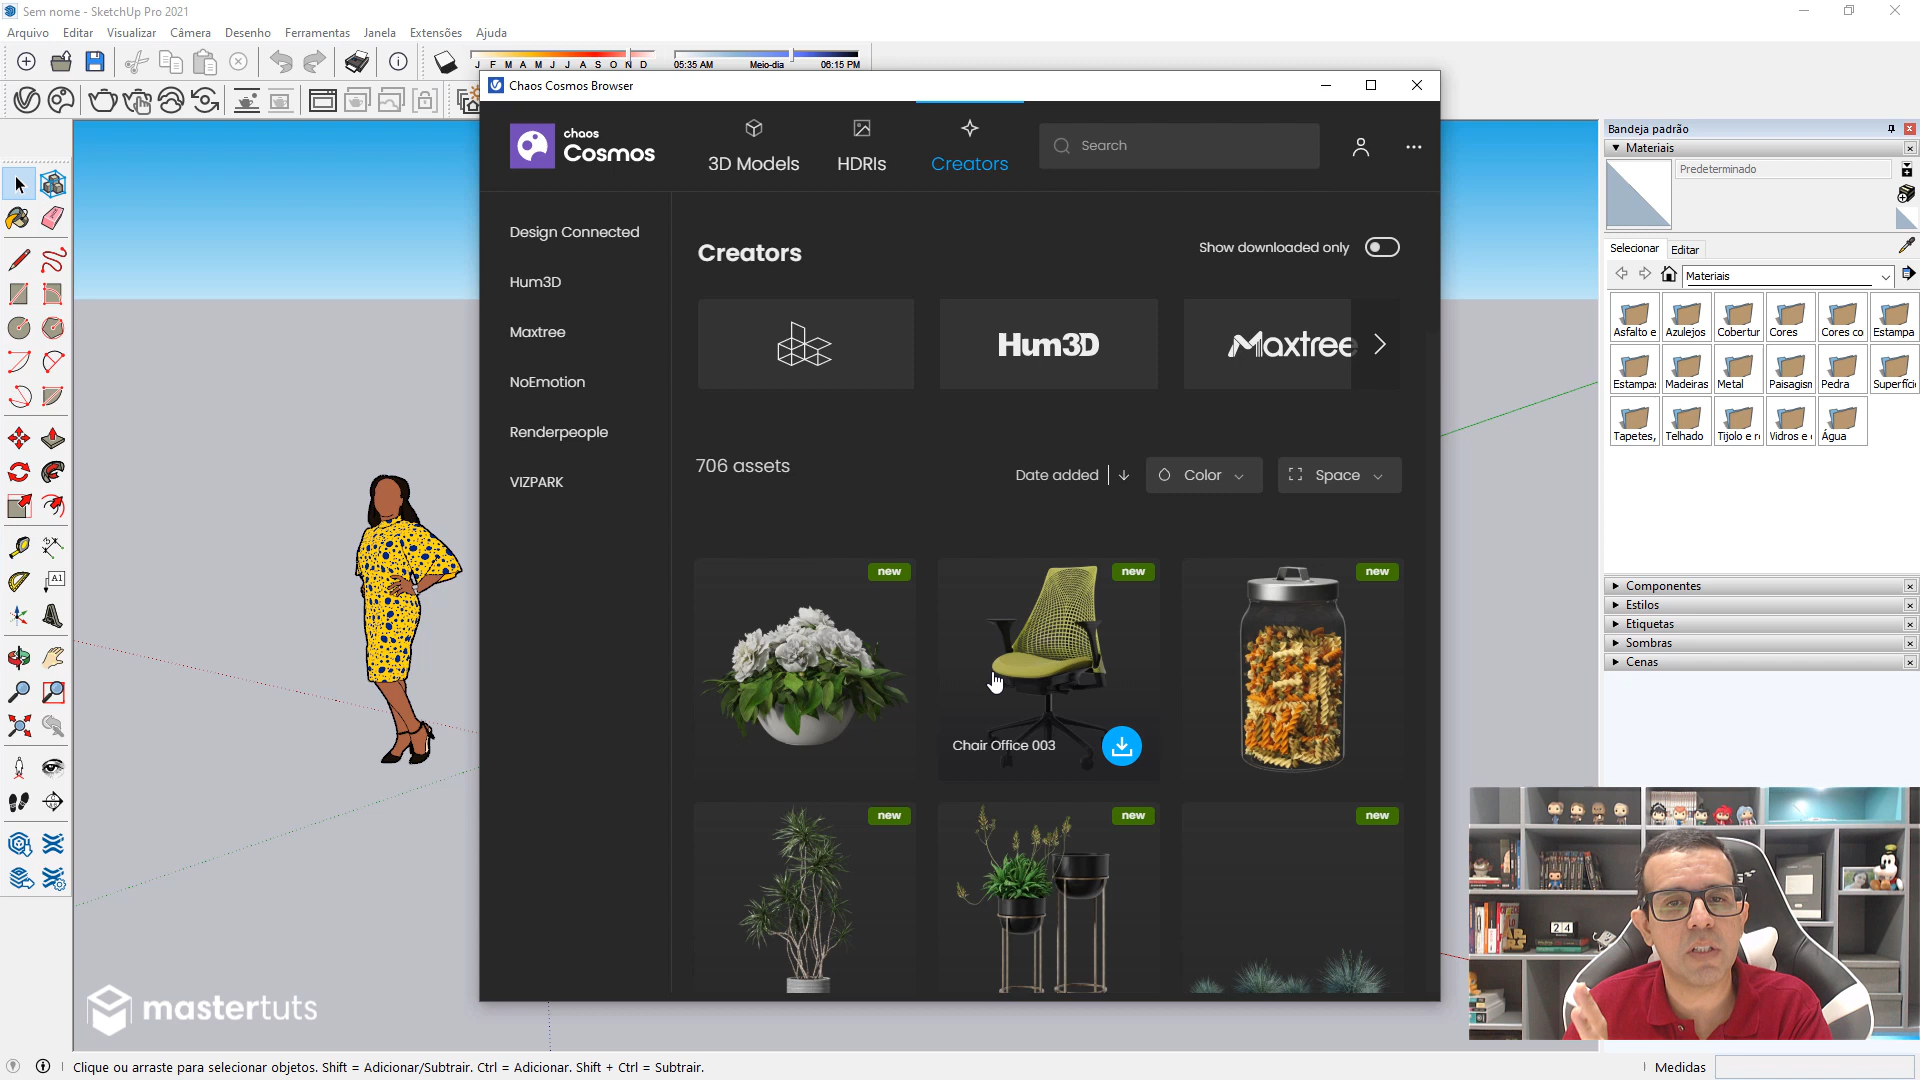 Sem nome - SketchUp Pro 2021
Arquivo Editar Visualizar Câmera Desenho Ferramentas Janela Extensões Ajuda
J F M A M J J A S O N D
05:35 AM Meio-dia 06:15 PM
Chaos Cosmos Browser
chaos
Cosmos
3D Models
HDRIs
Creators
Search
Design Connected
Hum3D
Maxtree
NoEmotion
Renderpeople
VIZPARK
Creators
Show downloaded only
Hum3D
Maxtree
706 assets
Date added
Color
Space
new
new
new
Chair Office 003
new
new
new
Bandeja padrão
Materiais
Predeterminado
Selecionar
Editar
Materiais
Asfalto e Azulejos Cobertur Cores Cores co Estampa
Estampa: Madeiras Metal Paisagism Pedra Superfíci
Tapetes, Telhado Tijolo e r Vidros e Água
Componentes
Estilos
Etiquetas
Sombras
Cenas
A1
24
mastertuts
Clique ou arraste para selecionar objetos. Shift = Adicionar/Subtrair. Ctrl = Adicionar. Shift + Ctrl = Subtrair.
Medidas